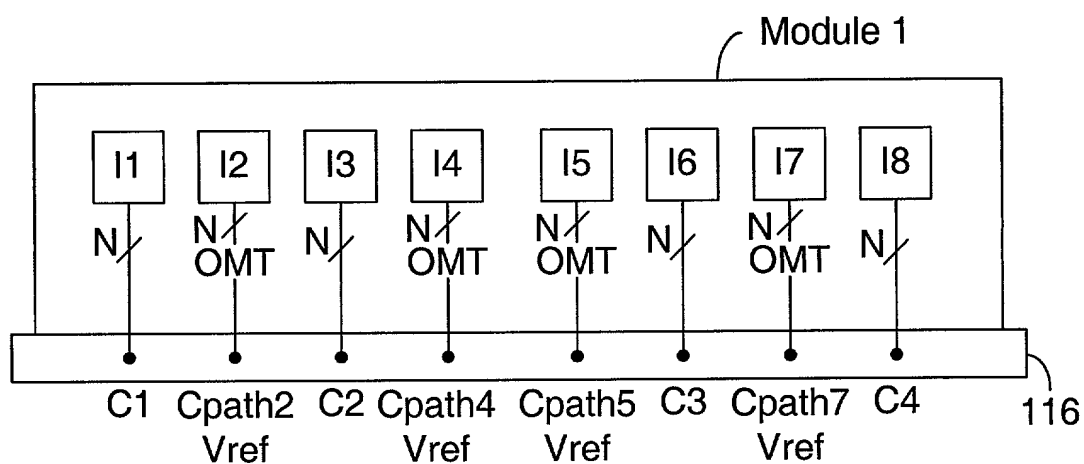 Module 1
I1 I2 I3 I4 I5 I6 I7 I8
N N N N N N N N
OMT OMT OMT OMT
C1 Cpath2 C2 Cpath4 Cpath5 C3 Cpath7 C4
Vref Vref Vref Vref
116